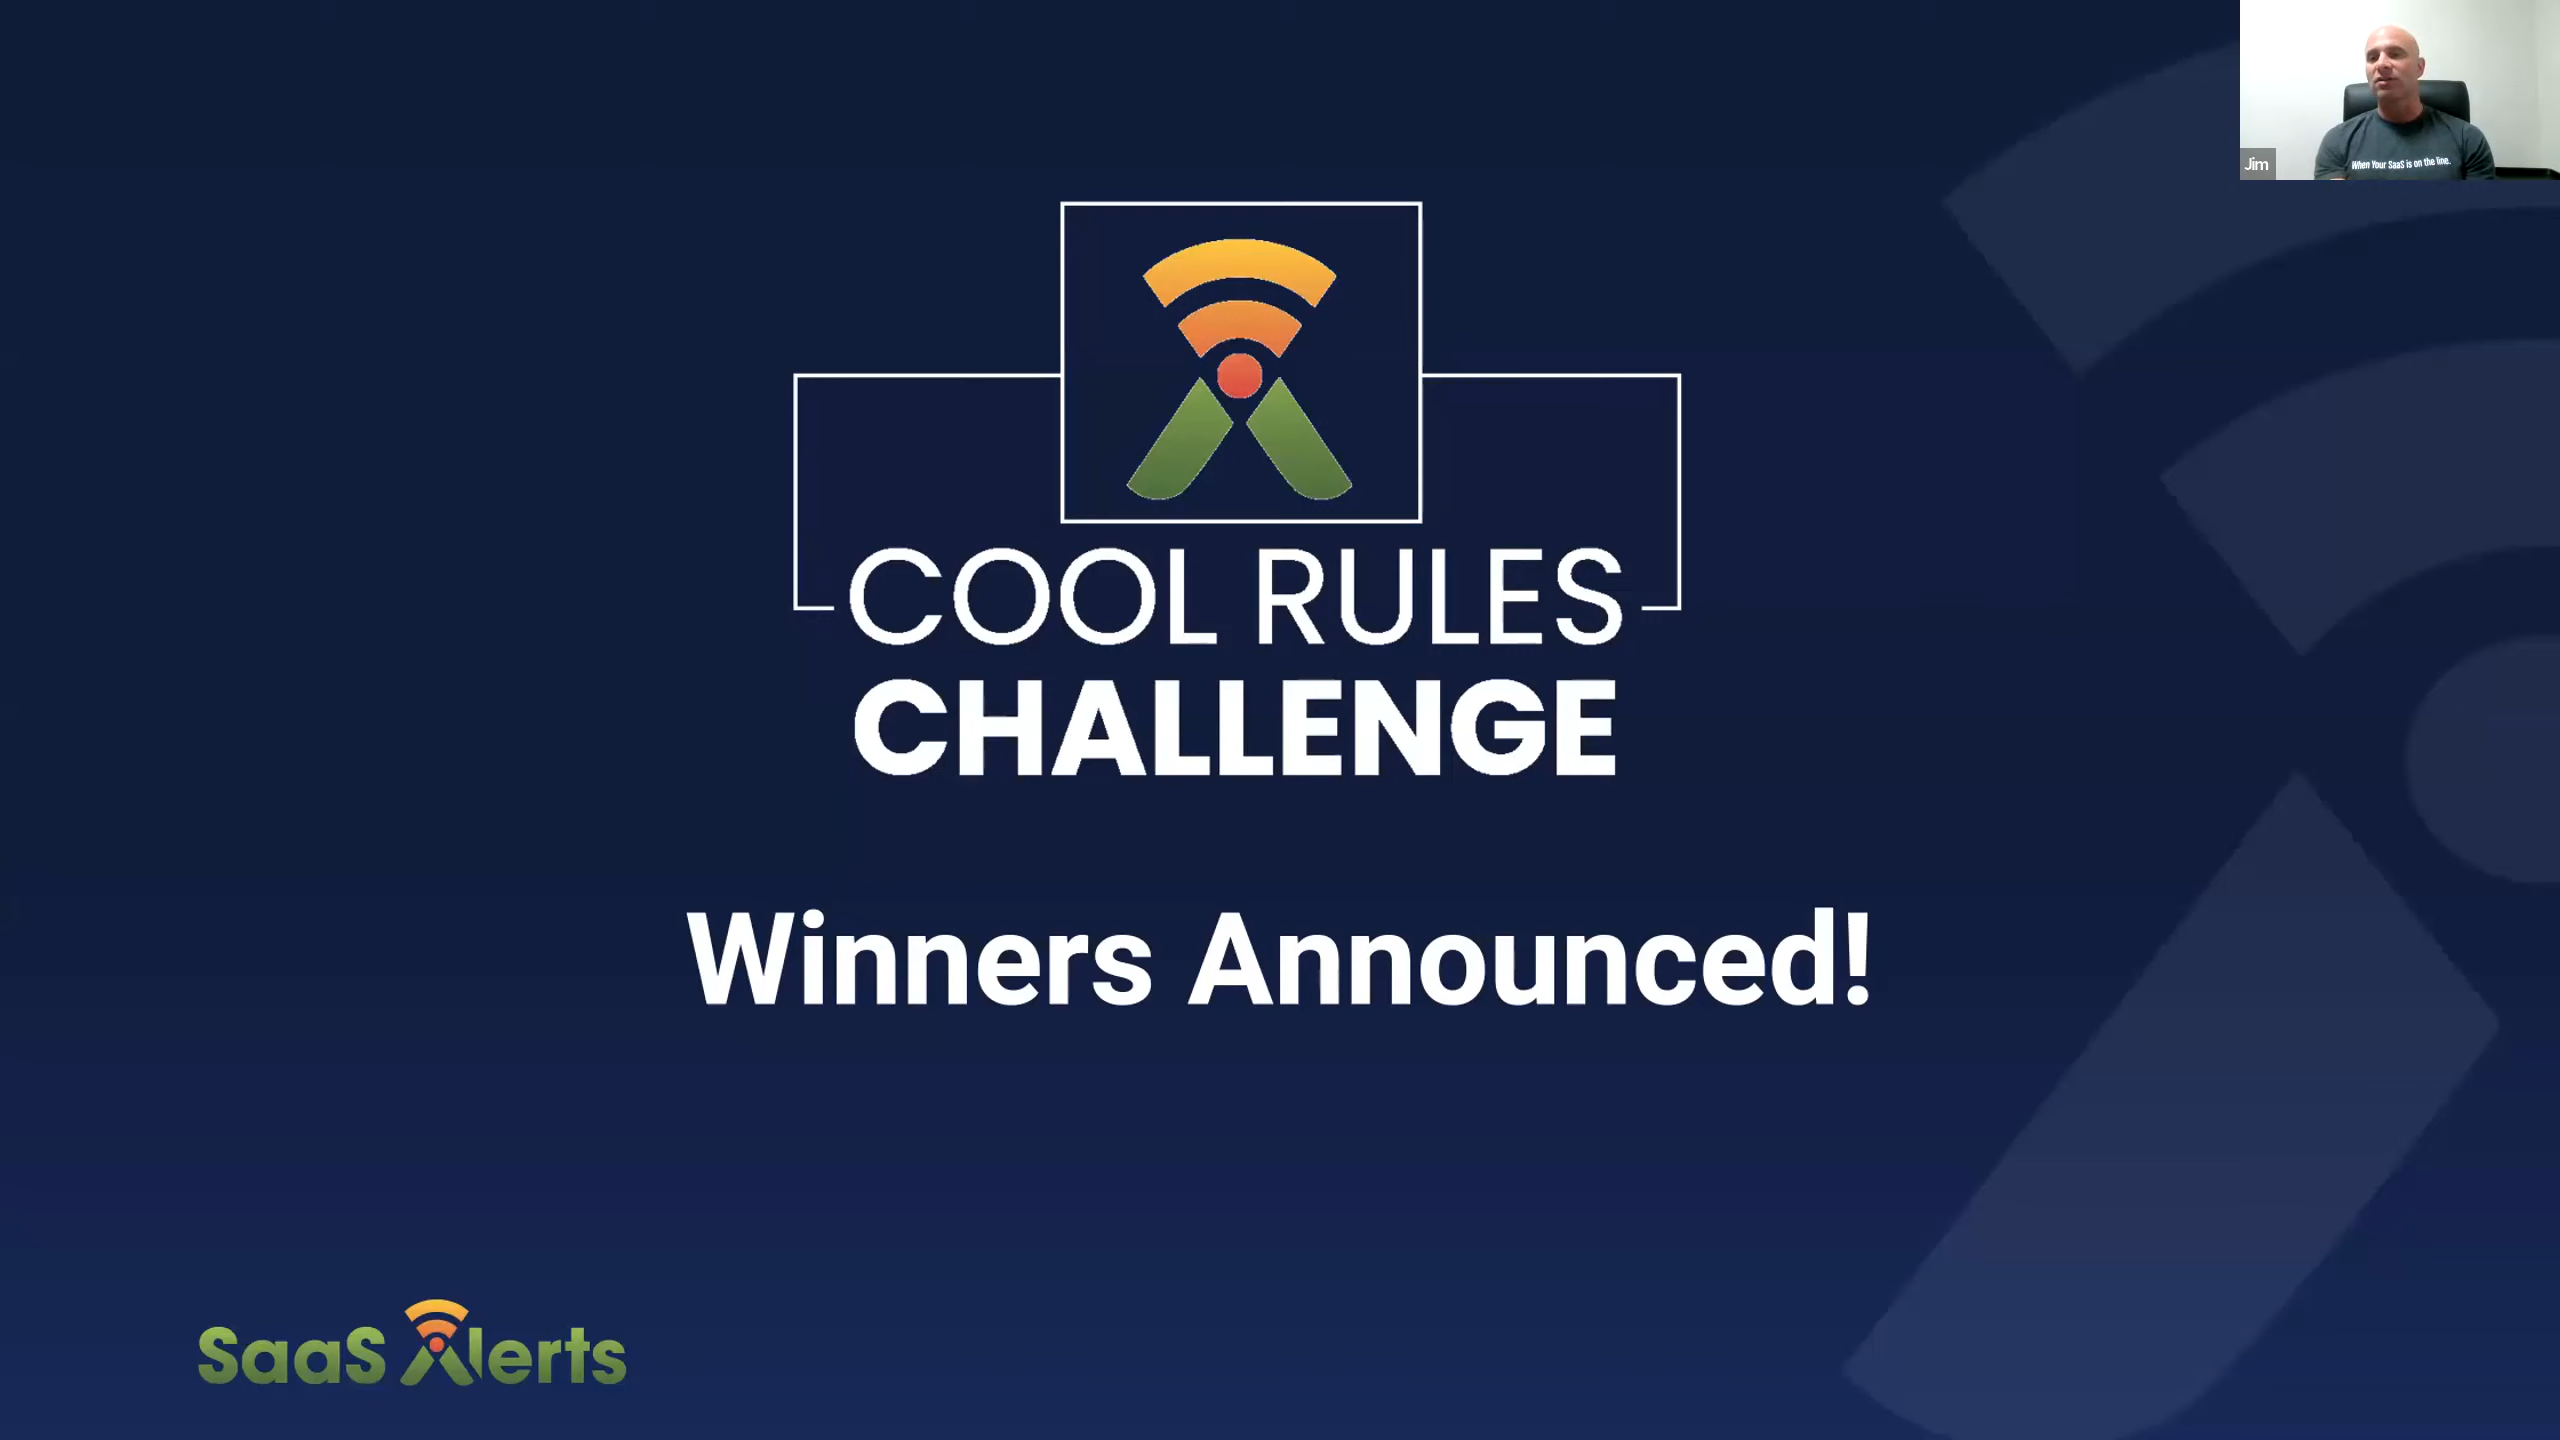 Jim
When Your SaaS is on the line.
COOL RULES
CHALLENGE
Winners Announced!
SaaS Alerts